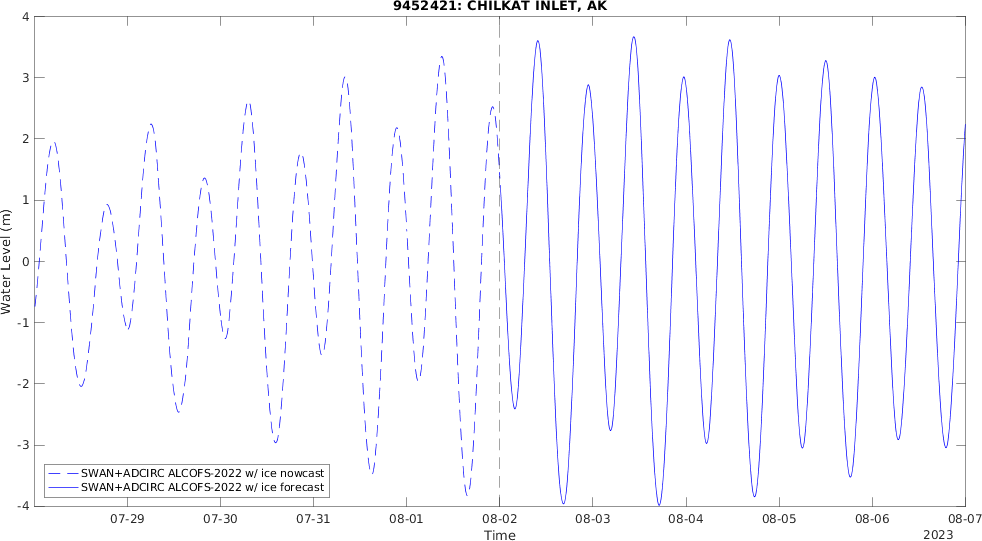 9452421: CHILKAT INLET, AK
4
3
2
1
0
-1
-2
-3
-4
Water Level (m)
SWAN+ADCIRC ALCOFS-2022 w/ ice nowcast
SWAN+ADCIRC ALCOFS-2022 w/ ice forecast
07-29 07-30 07-31 08-01 08-02 08-03 08-04 08-05 08-06 08-07
Time
2023